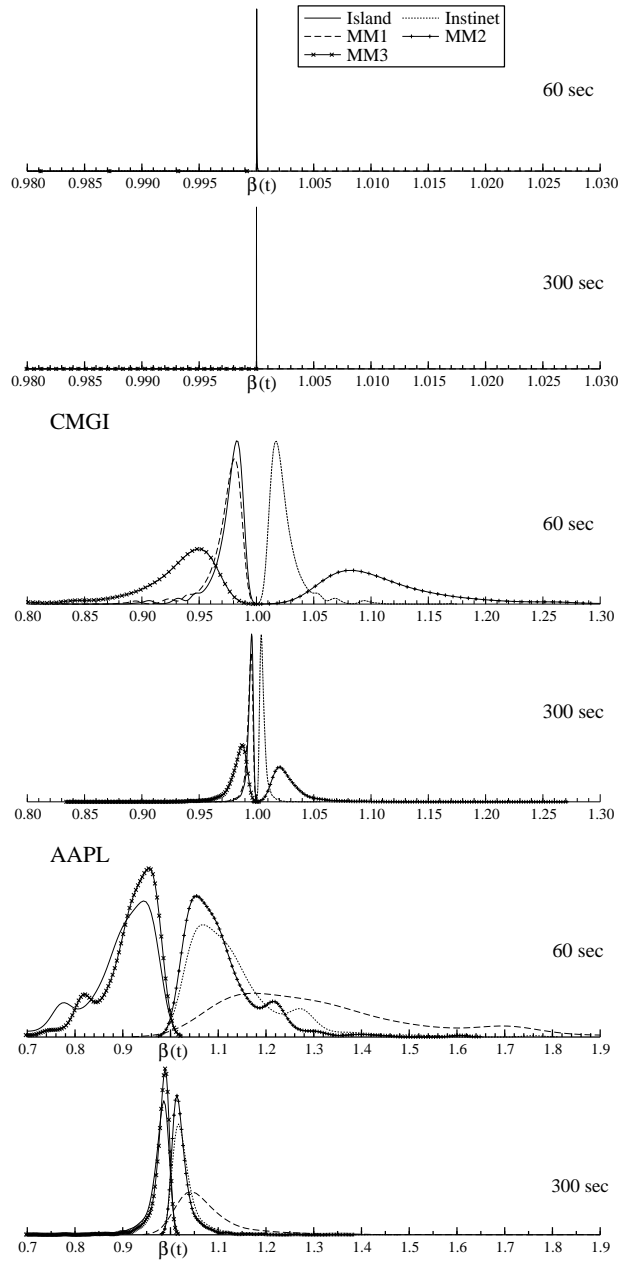 Island Instinet
MM1 MM2
MM3
60 sec
0.980 0.985 0.990 0.995 1.005 1.010 1.015 1.020 1.025 1.030
β(t)
300 sec
0.980 0.985 0.990 0.995 1.005 1.010 1.015 1.020 1.025 1.030
β(t)
CMGI
60 sec
0.80 0.85 0.90 0.95 1.00 1.05 1.10 1.15 1.20 1.25 1.30
300 sec
0.80 0.85 0.90 0.95 1.00 1.05 1.10 1.15 1.20 1.25 1.30
AAPL
60 sec
0.7 0.8 0.9 β(t) 1.1 1.2 1.3 1.4 1.5 1.6 1.7 1.8 1.9
300 sec
0.7 0.8 0.9 β(t) 1.1 1.2 1.3 1.4 1.5 1.6 1.7 1.8 1.9